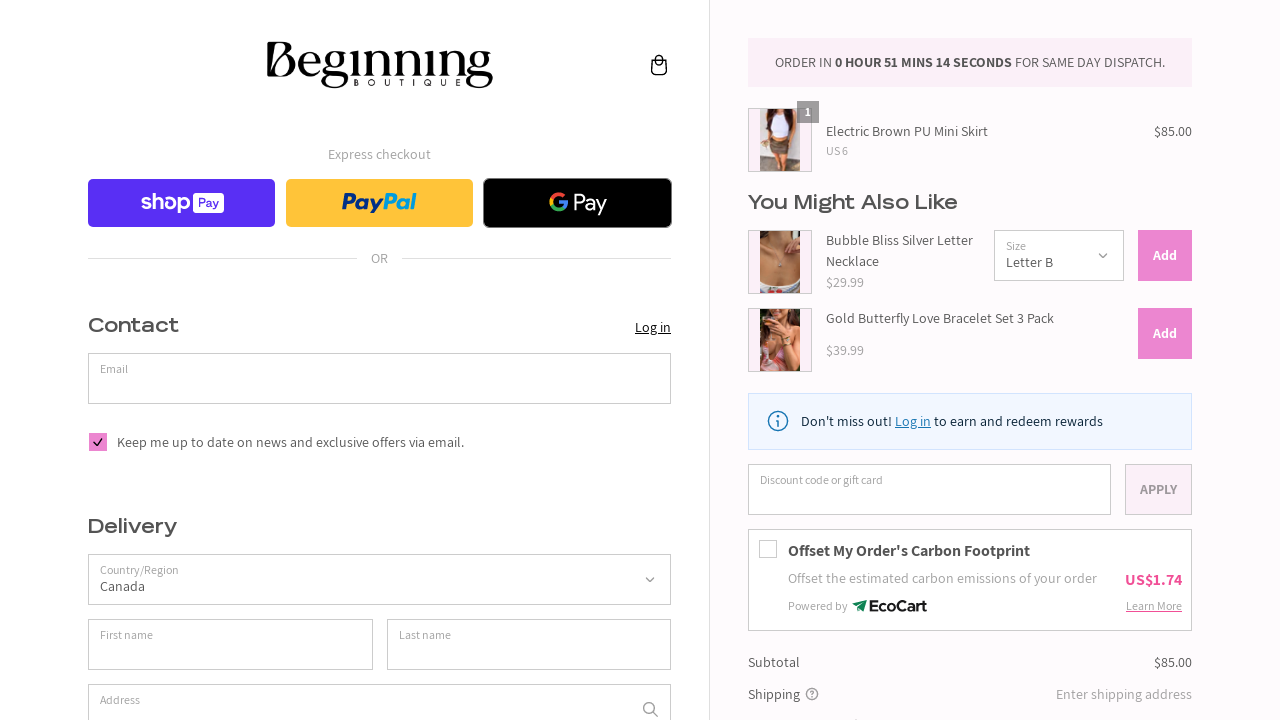 Beginning
BOUTIQUE
Express checkout
shop Pay
PayPal
G Pay
OR
Contact
Log in
Email
Keep me up to date on news and exclusive offers via email.
Delivery
Country/Region
Canada
First name
Last name
Address
ORDER IN 0 HOUR 51 MINS 14 SECONDS FOR SAME DAY DISPATCH.
1
Electric Brown PU Mini Skirt
$85.00
US 6
You Might Also Like
Bubble Bliss Silver Letter
Necklace
$29.99
Size
Letter B
Add
Gold Butterfly Love Bracelet Set 3 Pack
$39.99
Add
Don't miss out! Log in to earn and redeem rewards
Discount code or gift card
APPLY
Offset My Order's Carbon Footprint
Offset the estimated carbon emissions of your order
US$1.74
Powered by EcoCart
Learn More
Subtotal
$85.00
Shipping
Enter shipping address